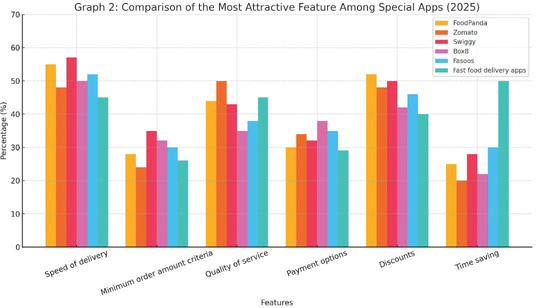 Graph 2: Comparison of the Most Attractive Feature Among Special Apps (2025)
70
60
50
40
30
20
10
0
Percentage (%)
FoodPanda
Zomato
Swiggy
Box8
Fasoos
Fast food delivery apps
Speed of delivery
Minimum order amount criteria
Quality of service
Payment options
Discounts
Time saving
Features